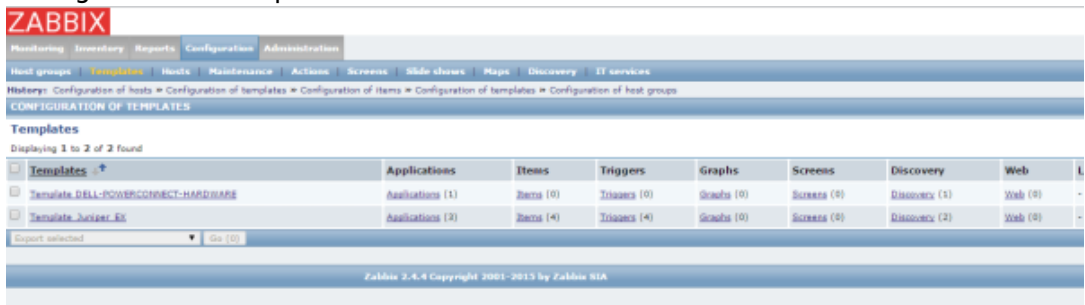 ZABBIX
Monitoring Inventory Reports Configuration Administration
Host groups | Templates | Hosts | Maintenance | Actions | Screens | Slide shows | Maps | Discovery | IT services
History: Configuration of hosts » Configuration of templates » Configuration of items » Configuration of templates » Configuration of host groups
CONFIGURATION OF TEMPLATES
Templates
Displaying 1 to 2 of 2 found
Templates Applications Items Triggers Graphs Screens Discovery Web L
Template DELL-POWERCONNECT-HARDWARE Applications (1) Items (0) Triggers (0) Graphs (0) Screens (0) Discovery (1) Web (0) -
Template Juniper EX Applications (3) Items (4) Triggers (4) Graphs (0) Screens (0) Discovery (2) Web (0) -
Export selected Go (0)
Zabbix 2.4.4 Copyright 2001-2015 by Zabbix SIA